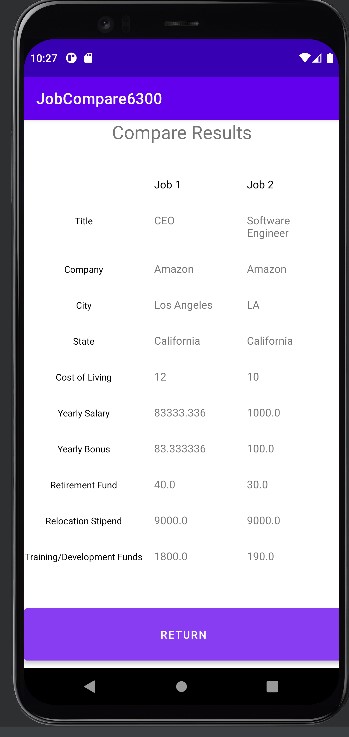 10:27
JobCompare6300
Compare Results
Job 1 Job 2
Title CEO Software
Engineer
Company Amazon Amazon
City Los Angeles LA
State California California
Cost of Living 12 10
Yearly Salary 83333.336 1000.0
Yearly Bonus 83.333336 100.0
Retirement Fund 40.0 30.0
Relocation Stipend 9000.0 9000.0
Training/Development Funds 1800.0 190.0
RETURN